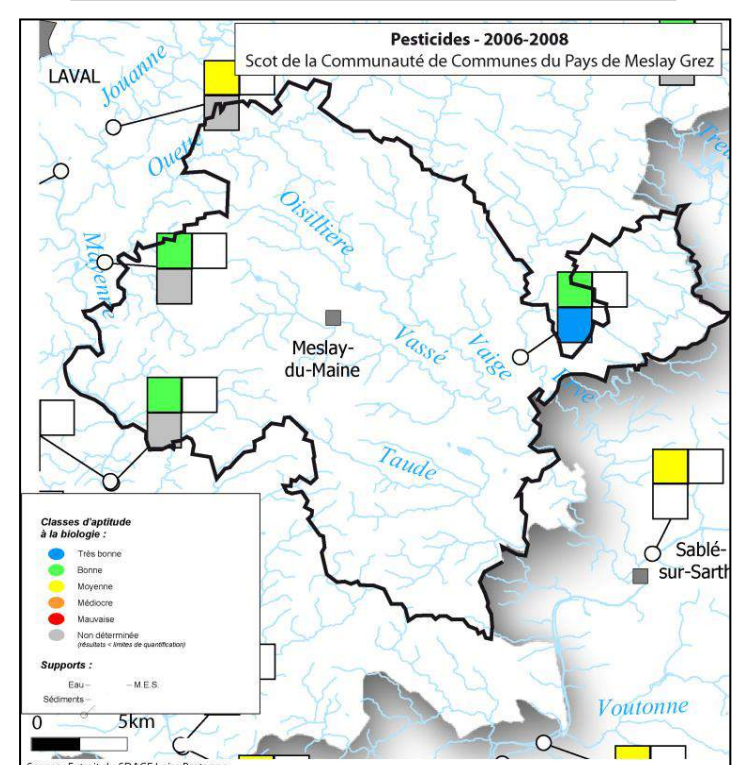 Pesticides - 2006-2008
Scot de la Communauté de Communes du Pays de Meslay Grez
LAVAL
Jouanne
Ouette
Oisillière
Mayenne
Meslay-
du-Maine
Vassé
Vaige
Erve
Taude
Sablé-
sur-Sarth
Voutonne
Classes d'aptitude
à la biologie :
Très bonne
Bonne
Moyenne
Médiocre
Mauvaise
Non déterminée
(résultats < limites de quantification)
Supports :
Eau
M.E.S.
Sédiments
0 5km